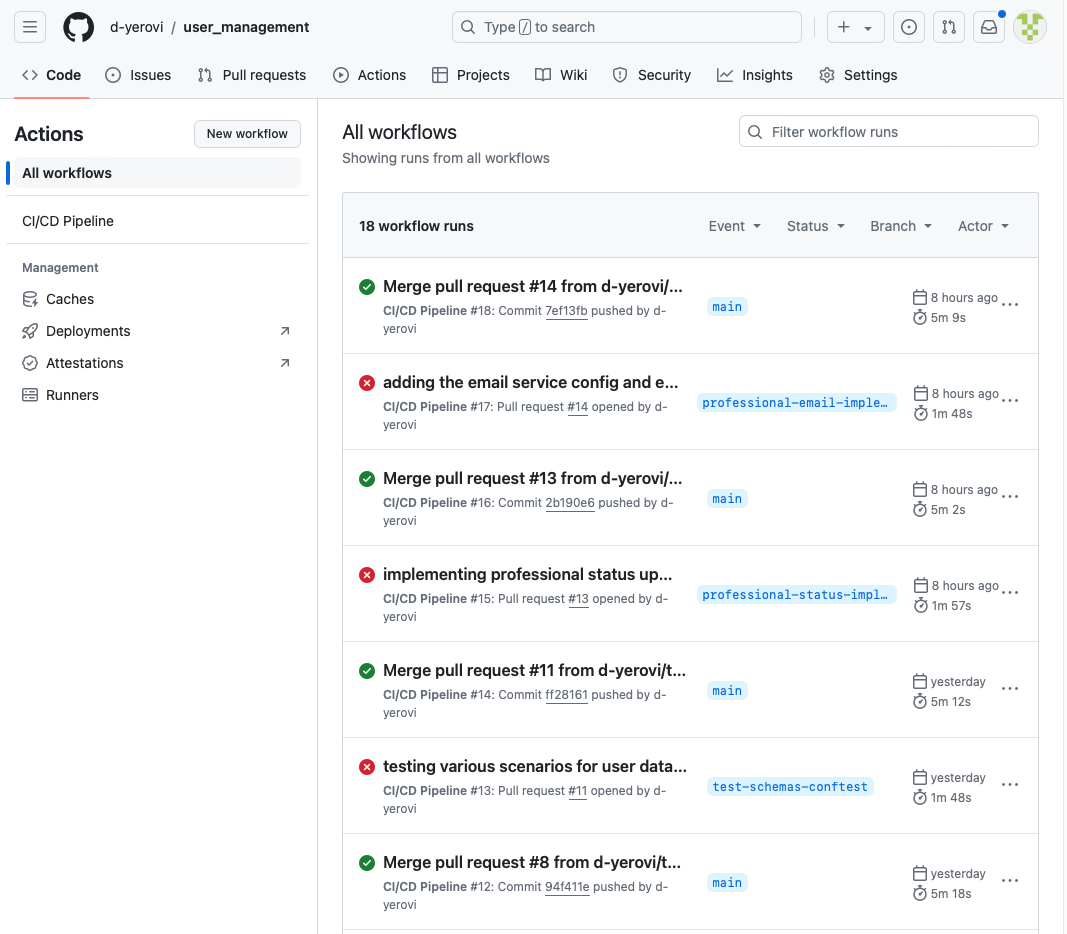 d-yerovi / user_management
Type / to search
Code
Issues
Pull requests
Actions
Projects
Wiki
Security
Insights
Settings
Actions
New workflow
All workflows
CI/CD Pipeline
Management
Caches
Deployments
Attestations
Runners
All workflows
Showing runs from all workflows
Filter workflow runs
18 workflow runs
Event
Status
Branch
Actor
Merge pull request #14 from d-yerovi/...
CI/CD Pipeline #18: Commit 7ef13fb pushed by d-
yerovi
main
8 hours ago
5m 9s
adding the email service config and e...
CI/CD Pipeline #17: Pull request #14 opened by d-
yerovi
professional-email-imple…
8 hours ago
1m 48s
Merge pull request #13 from d-yerovi/...
CI/CD Pipeline #16: Commit 2b190e6 pushed by d-
yerovi
main
8 hours ago
5m 2s
implementing professional status up...
CI/CD Pipeline #15: Pull request #13 opened by d-
yerovi
professional-status-impl…
8 hours ago
1m 57s
Merge pull request #11 from d-yerovi/t...
CI/CD Pipeline #14: Commit ff28161 pushed by d-
yerovi
main
yesterday
5m 12s
testing various scenarios for user data...
CI/CD Pipeline #13: Pull request #11 opened by d-
yerovi
test-schemas-conftest
yesterday
1m 48s
Merge pull request #8 from d-yerovi/t...
CI/CD Pipeline #12: Commit 94f411e pushed by d-
yerovi
main
yesterday
5m 18s